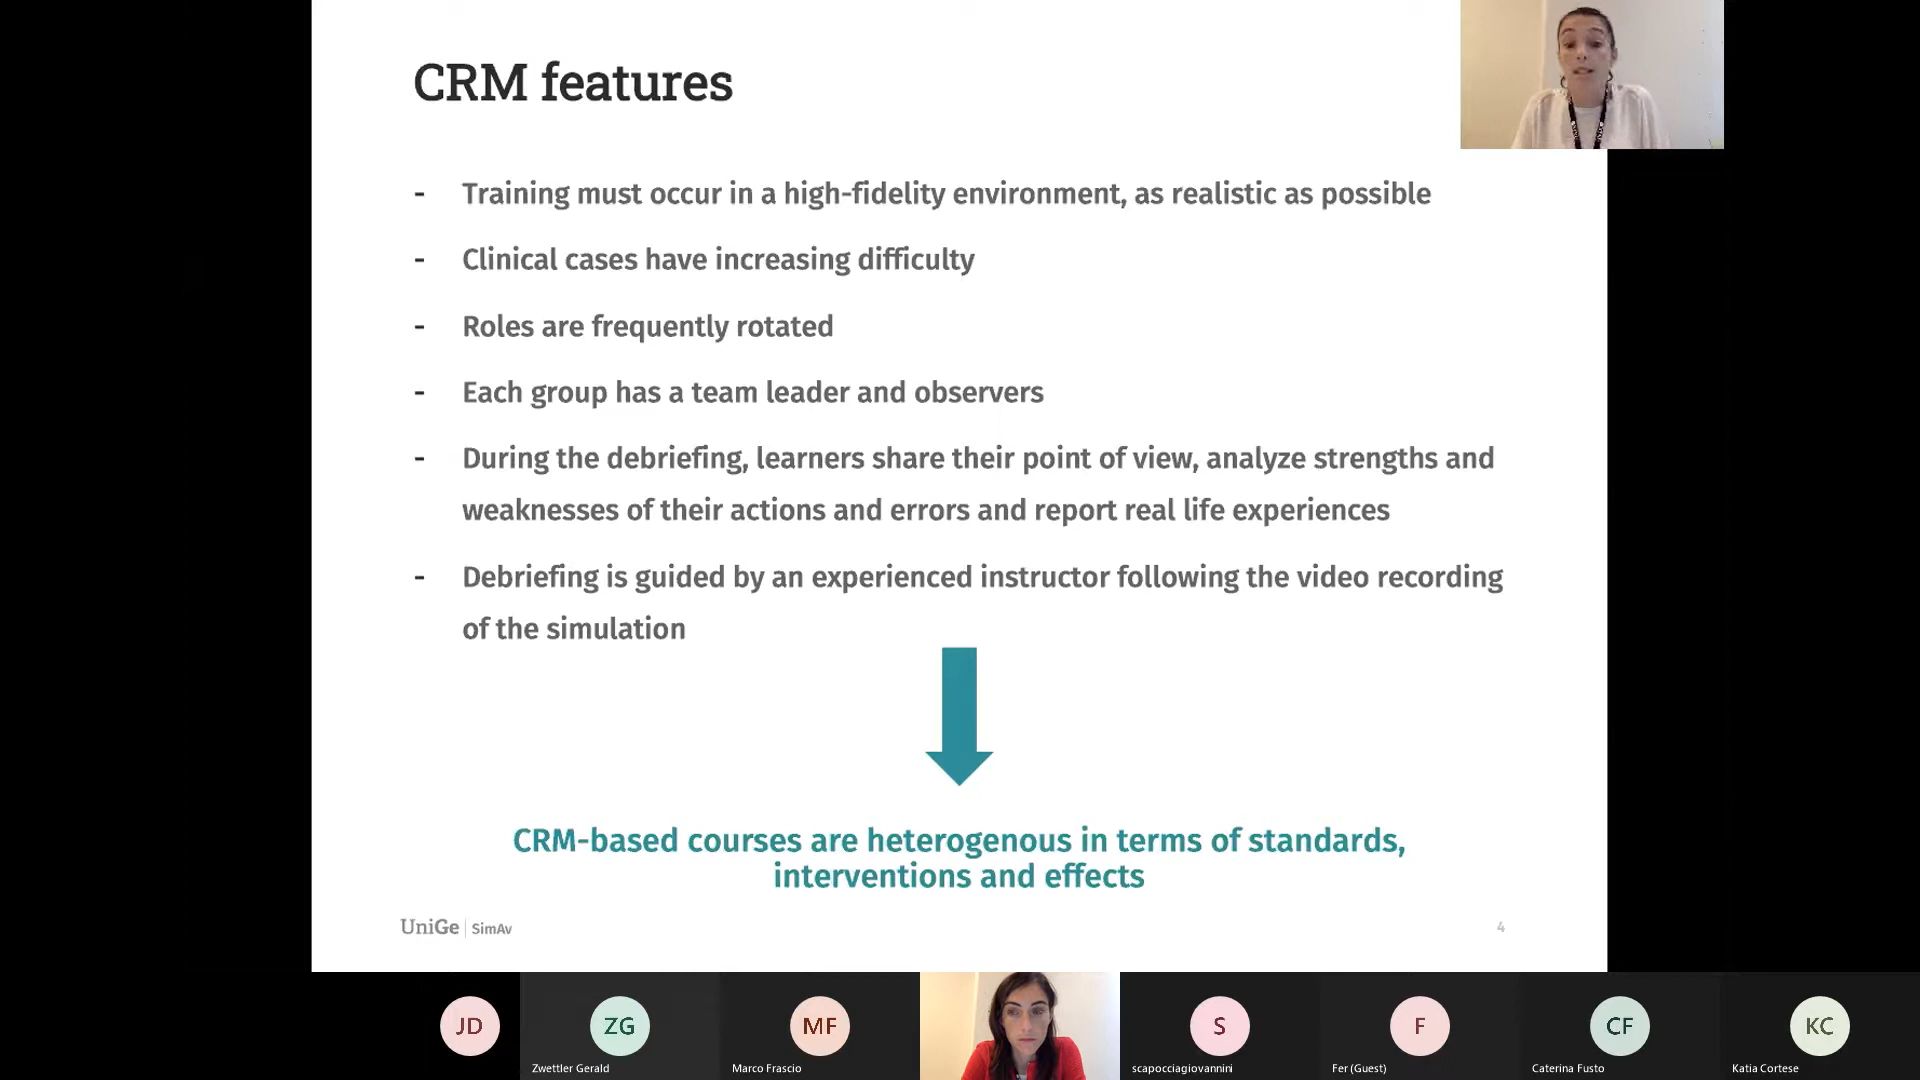 CRM features
- Training must occur in a high-fidelity environment, as realistic as possible
- Clinical cases have increasing difficulty
- Roles are frequently rotated
- Each group has a team leader and observers
- During the debriefing, learners share their point of view, analyze strengths and
weaknesses of their actions and errors and report real life experiences
- Debriefing is guided by an experienced instructor following the video recording
of the simulation
CRM-based courses are heterogenous in terms of standards,
interventions and effects
UniGe | SimAv
4
JD
ZG
MF
S
F
CF
KC
Zwettler Gerald
Marco Frascio
scapocciagiovannini
Fer (Guest)
Caterina Fusto
Katia Cortese